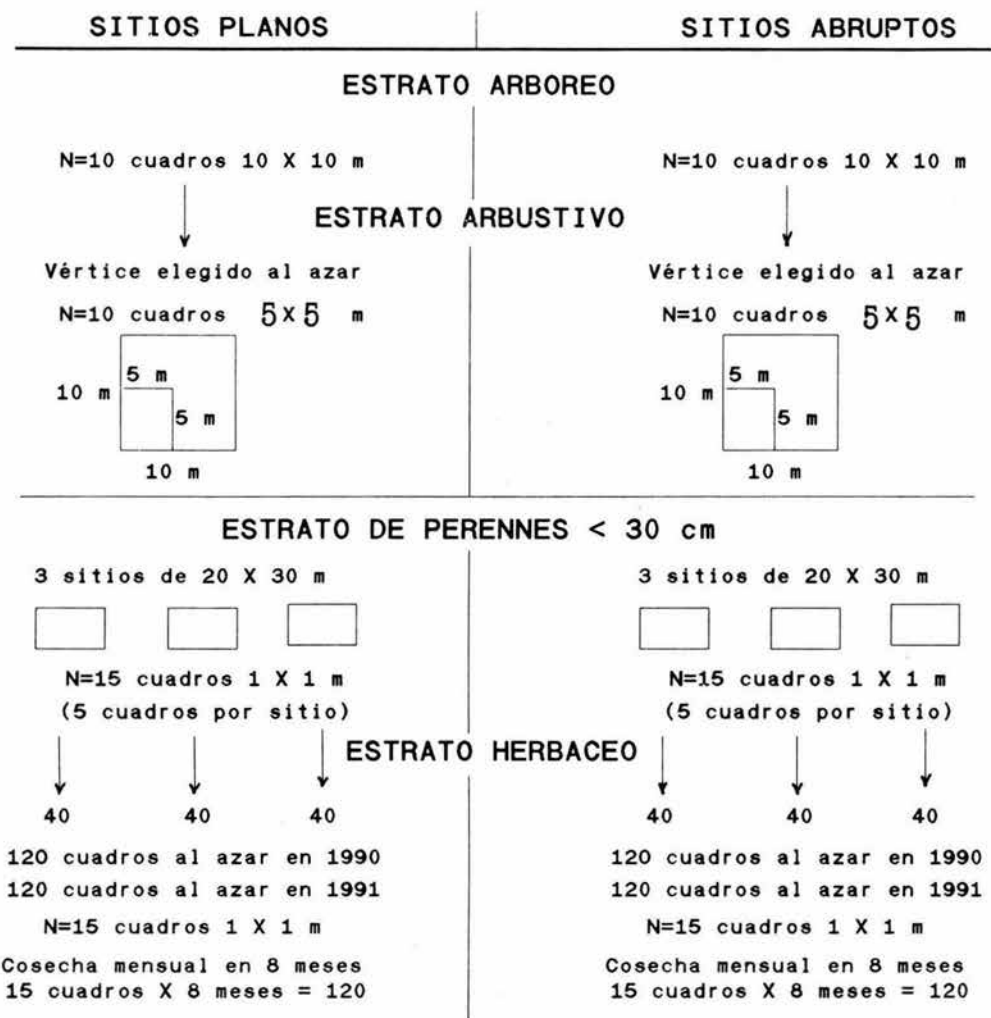 SITIOS PLANOS SITIOS ABRUPTOS
ESTRATO ARBOREO
N=10 cuadros 10 X 10 m N=10 cuadros 10 X 10 m
ESTRATO ARBUSTIVO
Vértice elegido al azar Vértice elegido al azar
N=10 cuadros 5X5 m N=10 cuadros 5X5 m
5 m 5 m
10 m 10 m
5 m 5 m
10 m 10 m
ESTRATO DE PERENNES < 30 cm
3 sitios de 20 X 30 m 3 sitios de 20 X 30 m
N=15 cuadros 1 X 1 m N=15 cuadros 1 X 1 m
(5 cuadros por sitio) (5 cuadros por sitio)
ESTRATO HERBACEO
40 40 40 40 40 40
120 cuadros al azar en 1990 120 cuadros al azar en 1990
120 cuadros al azar en 1991 120 cuadros al azar en 1991
N=15 cuadros 1 X 1 m N=15 cuadros 1 X 1 m
Cosecha mensual en 8 meses Cosecha mensual en 8 meses
15 cuadros X 8 meses = 120 15 cuadros X 8 meses = 120